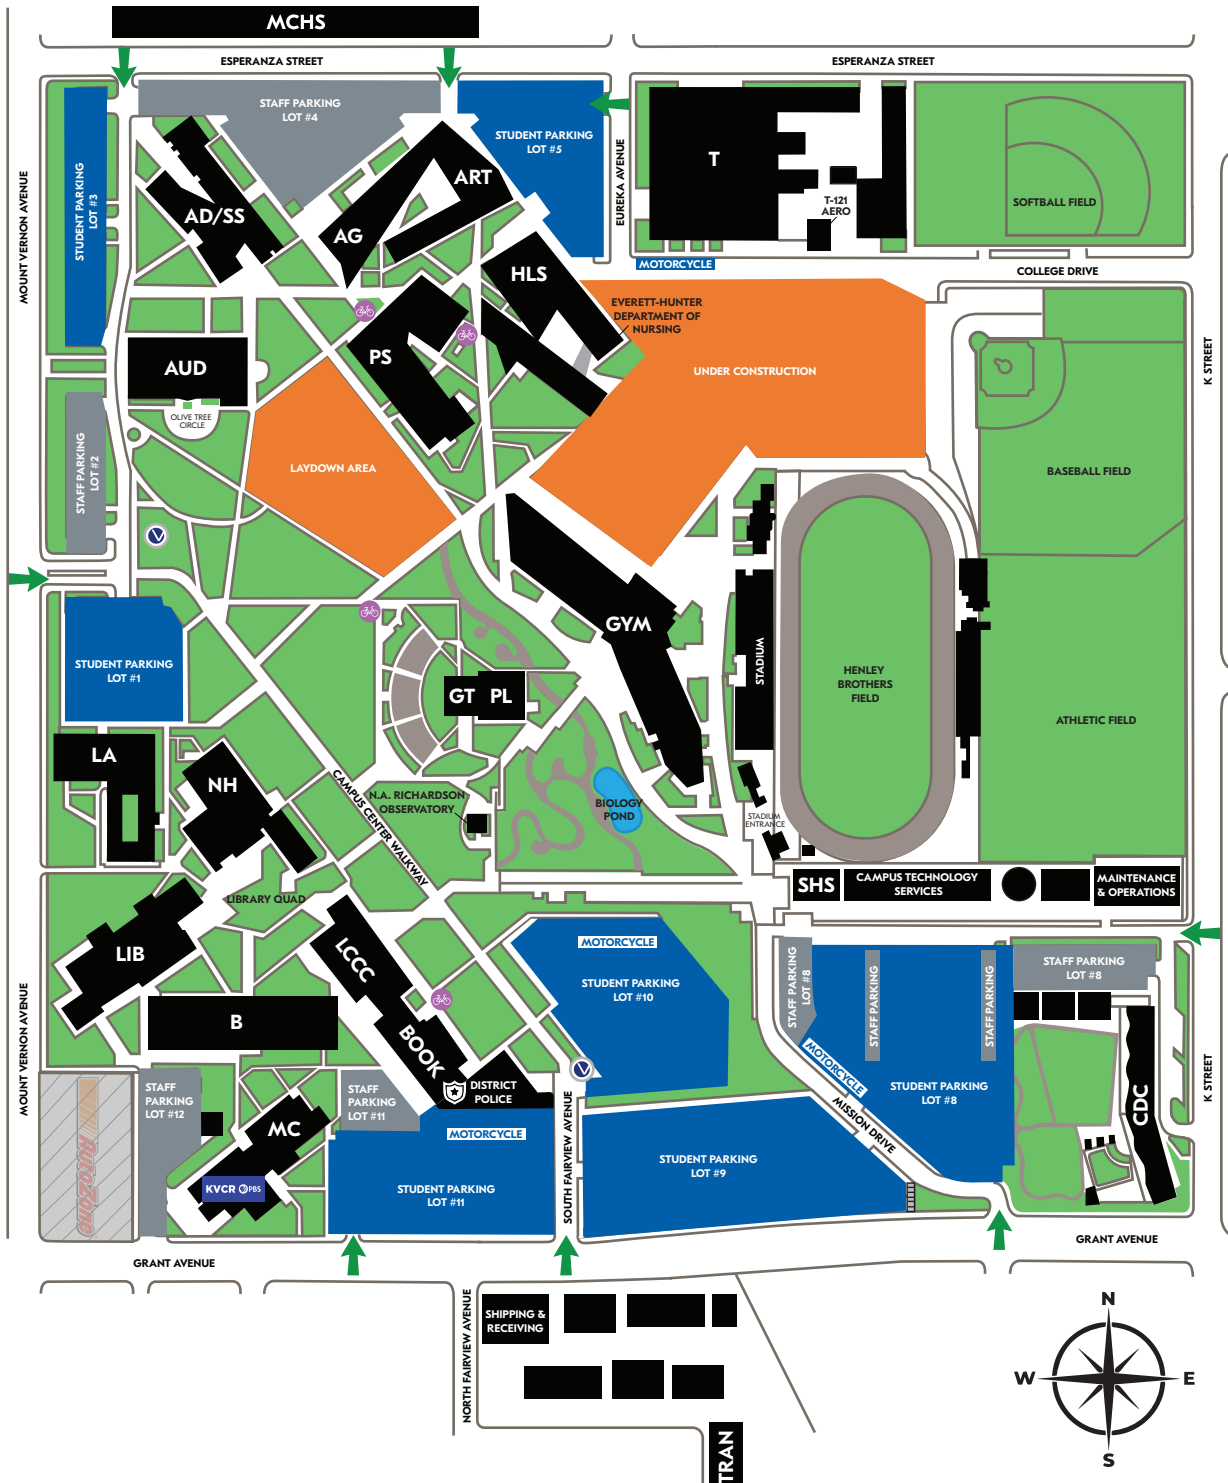 MCHS
ESPERANZA STREET
ESPERANZA STREET
STAFF PARKING
LOT #4
STUDENT PARKING
LOT #5
STUDENT PARKING
LOT #3
MOUNT VERNON AVENUE
AD/SS
ART
AG
HLS
EUREKA AVENUE
T
T-121
AERO
SOFTBALL FIELD
MOTORCYCLE
COLLEGE DRIVE
EVERETT-HUNTER
DEPARTMENT OF
NURSING
PS
AUD
OLIVE TREE
CIRCLE
UNDER CONSTRUCTION
K STREET
STAFF PARKING
LOT #2
LAYDOWN AREA
BASEBALL FIELD
V
STUDENT PARKING
LOT #1
GYM
STADIUM
HENLEY
BROTHERS
FIELD
ATHLETIC FIELD
GT
PL
LA
NH
CAMPUS CENTER WALKWAY
N.A. RICHARDSON
OBSERVATORY
BIOLOGY
POND
STADIUM
ENTRANCE
SHS
CAMPUS TECHNOLOGY
SERVICES
MAINTENANCE
& OPERATIONS
LIBRARY QUAD
LIB
LCCC
MOTORCYCLE
STUDENT PARKING
LOT #10
STAFF PARKING
LOT #8
STAFF PARKING
STAFF PARKING
STAFF PARKING
LOT #8
B
BOOK
V
MOTORCYCLE
STUDENT PARKING
LOT #8
MOUNT VERNON AVENUE
K STREET
AutoZone
STAFF
PARKING
LOT #12
STAFF
PARKING
LOT #11
DISTRICT
POLICE
MC
MOTORCYCLE
SOUTH FAIRVIEW AVENUE
MISSION DRIVE
CDC
KVCR PBS
STUDENT PARKING
LOT #11
STUDENT PARKING
LOT #9
GRANT AVENUE
GRANT AVENUE
NORTH FAIRVIEW AVENUE
SHIPPING &
RECEIVING
TRAN
N
W
E
S